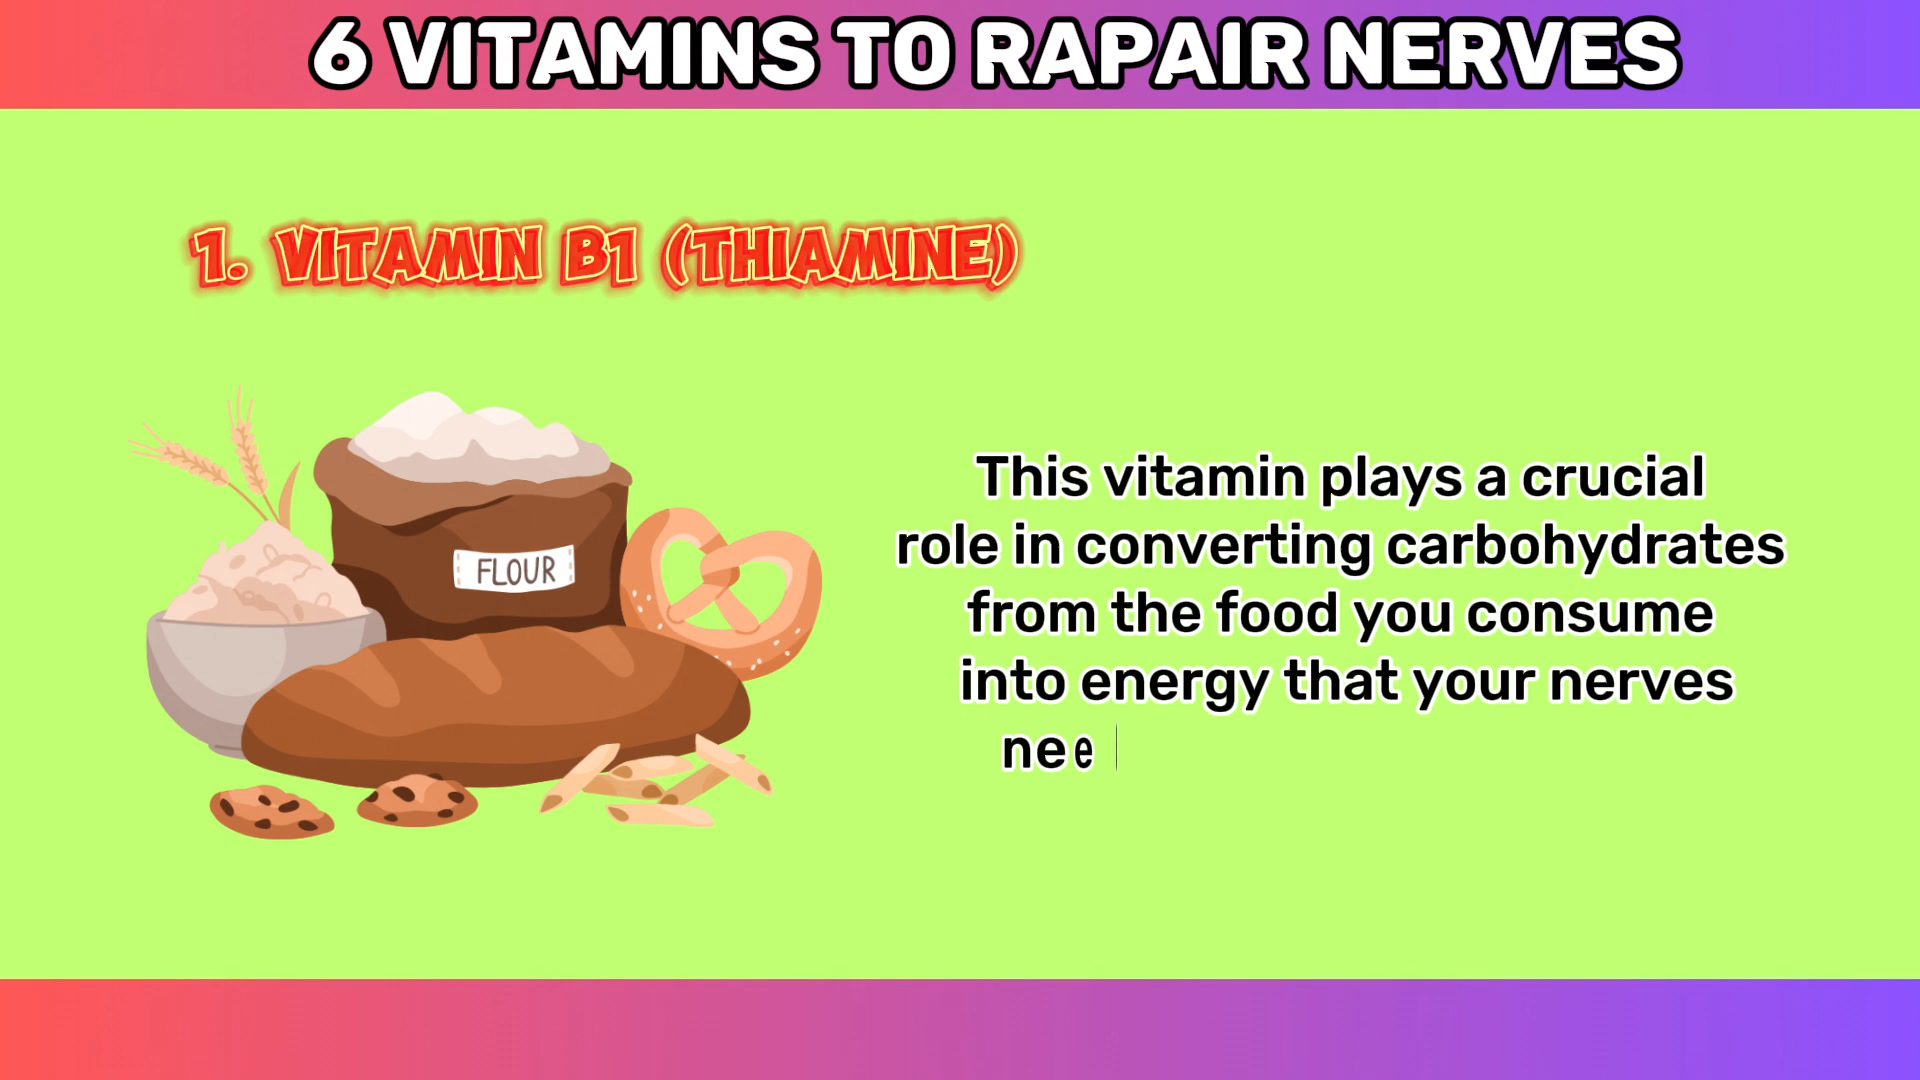 6 VITAMINS TO RAPAIR NERVES
1. VITAMIN B1 (THIAMINE)
FLOUR
This vitamin plays a crucial
role in converting carbohydrates
from the food you consume
into energy that your nerves
nee